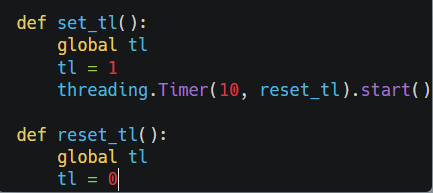 def set_tl():
    global tl
    tl = 1
    threading.Timer(10, reset_tl).start()
def reset_tl():
    global tl
    tl = 0